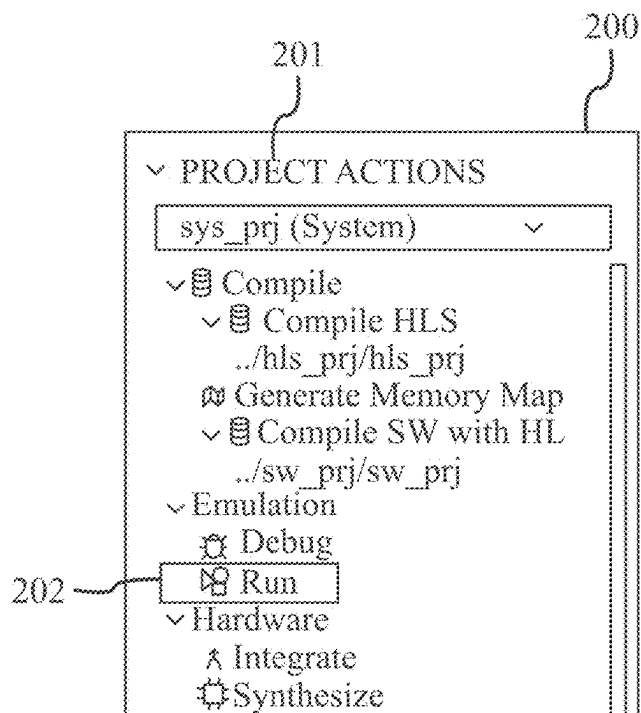 200
201
PROJECT ACTIONS
sys_prj (System)
Compile
Compile HLS
../hls_prj/hls_prj
Generate Memory Map
Compile SW with HL
../sw_prj/sw_prj
Emulation
Debug
202
Run
Hardware
Integrate
Synthesize